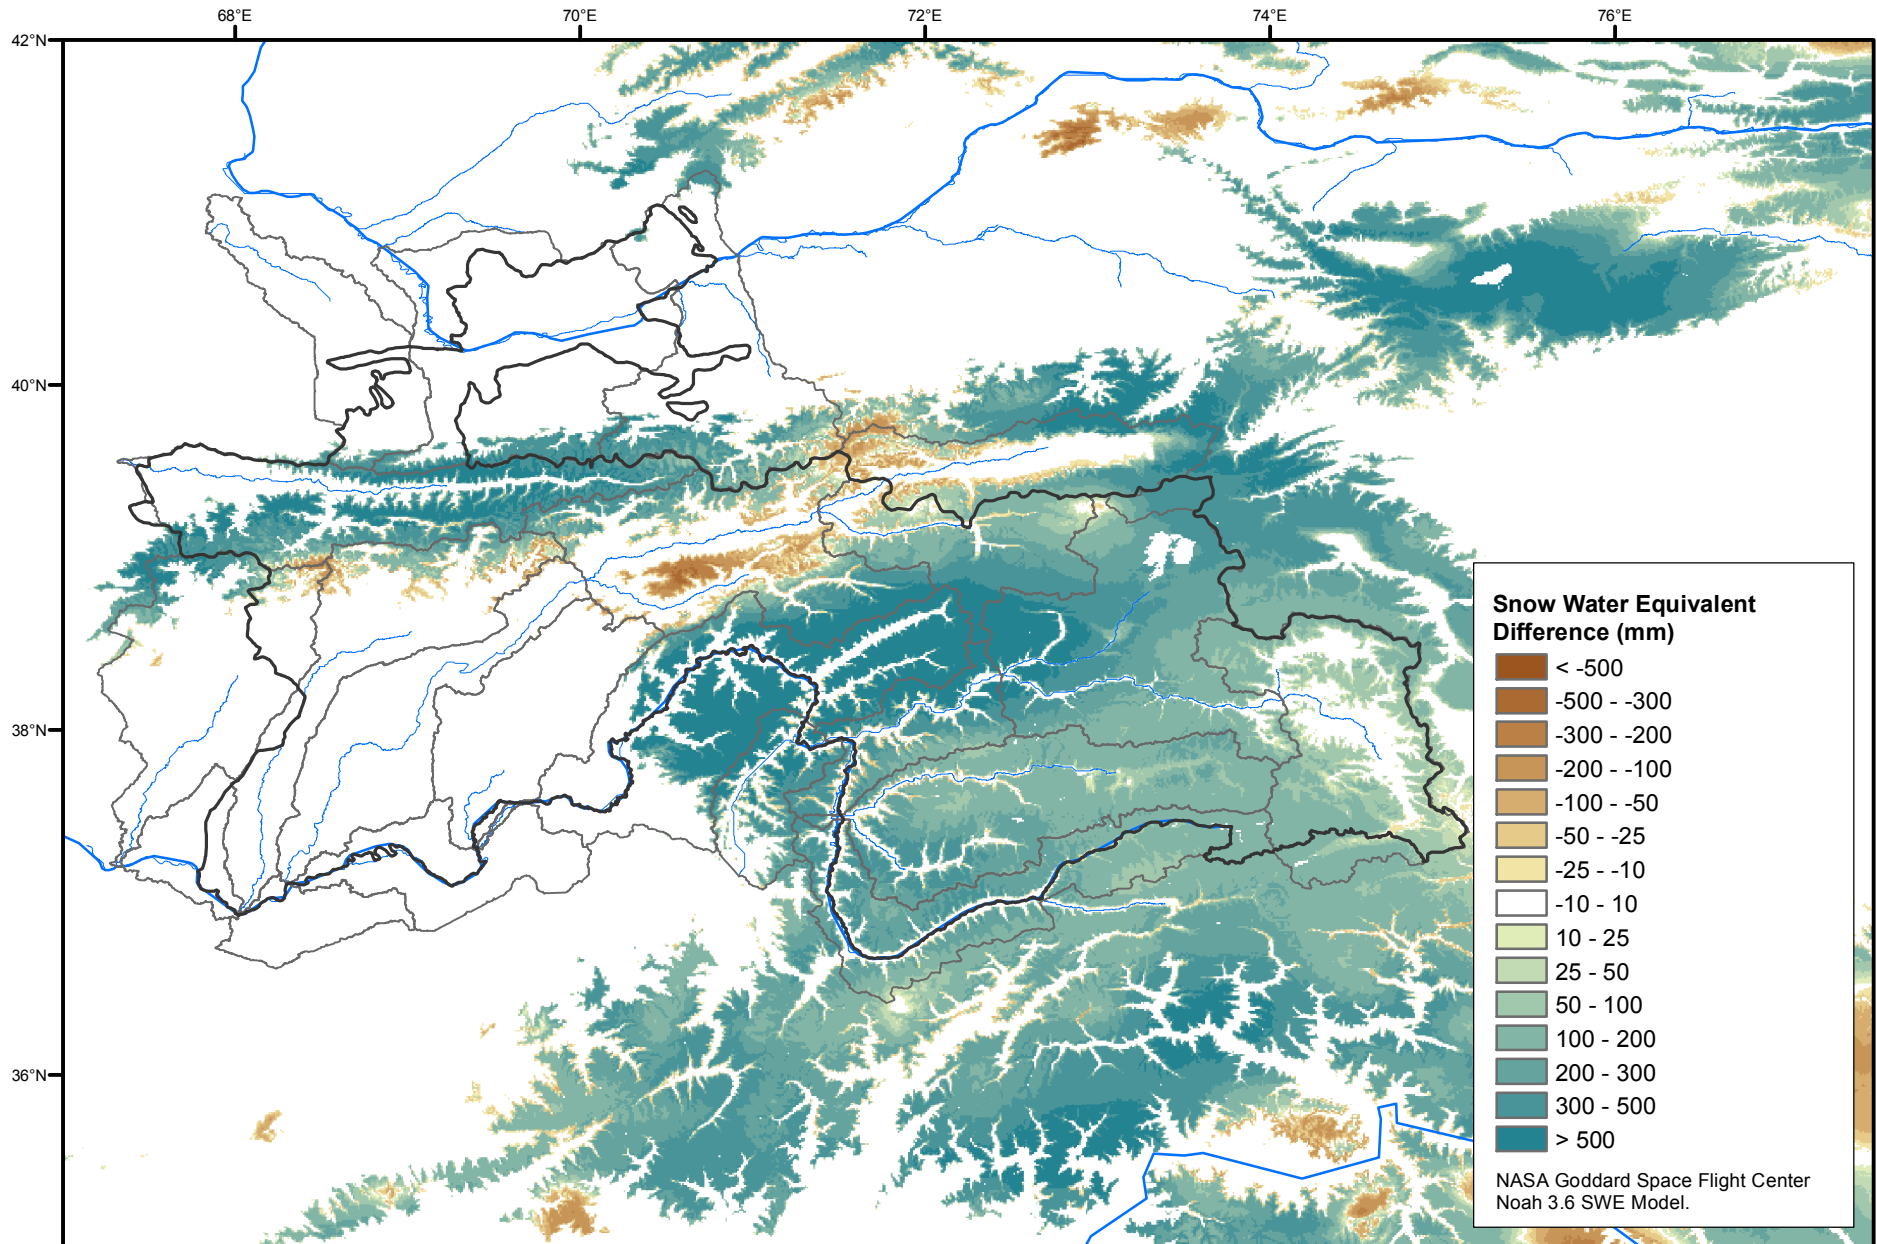 68°E
70°E
72°E
74°E
76°E
42°N
40°N
38°N
36°N
Snow Water Equivalent
Difference (mm)
< -500
-500 - -300
-300 - -200
-200 - -100
-100 - -50
-50 - -25
-25 - -10
-10 - 10
10 - 25
25 - 50
50 - 100
100 - 200
200 - 300
300 - 500
> 500
NASA Goddard Space Flight Center
Noah 3.6 SWE Model.